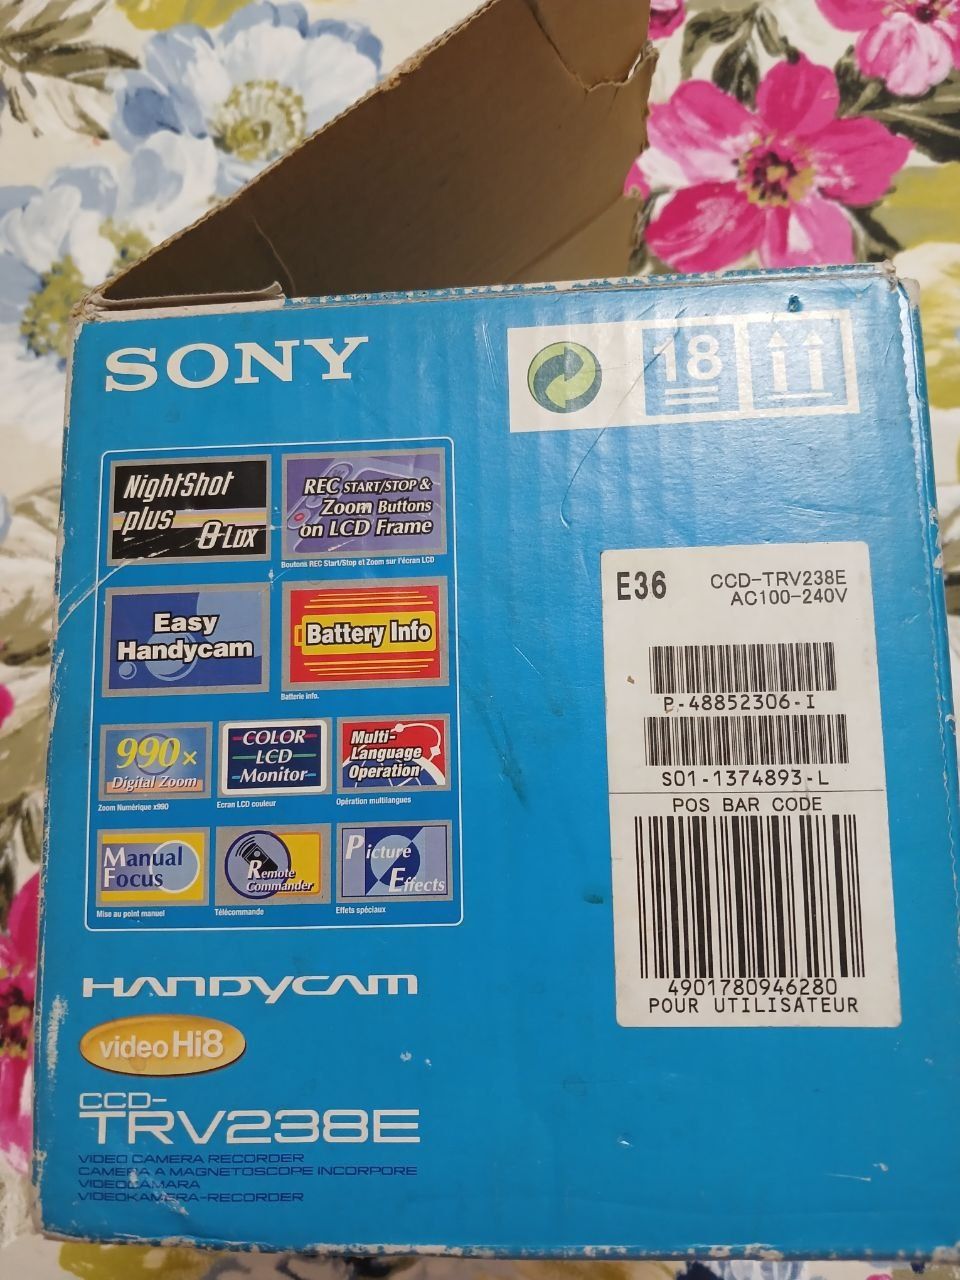 SONY
18
NightShot
plus
0 Lux
REC START/STOP &
Zoom Buttons
on LCD Frame
Boutons REC Start/Stop et Zoom sur l'écran LCD
Easy
Handycam
Battery Info
Batterie info.
990x
Digital Zoom
Zoom Numérique x990
COLOR
LCD
Monitor
Ecran LCD couleur
Multi-
Language
Operation
Opération multilangues
Manual
Focus
Mise au point manuel
Remote
Commander
Télécommande
Picture
Effects
Effets spéciaux
E36
CCD-TRV238E
AC100-240V
P-48852306-I
S01-1374893-L
POS BAR CODE
4901780946280
POUR UTILISATEUR
HANDYCAM
video Hi8
CCD-
TRV238E
VIDEO CAMERA RECORDER
CAMERA A MAGNETOSCOPE INCORPORE
VIDEOCAMARA
VIDEOKAMERA-RECORDER